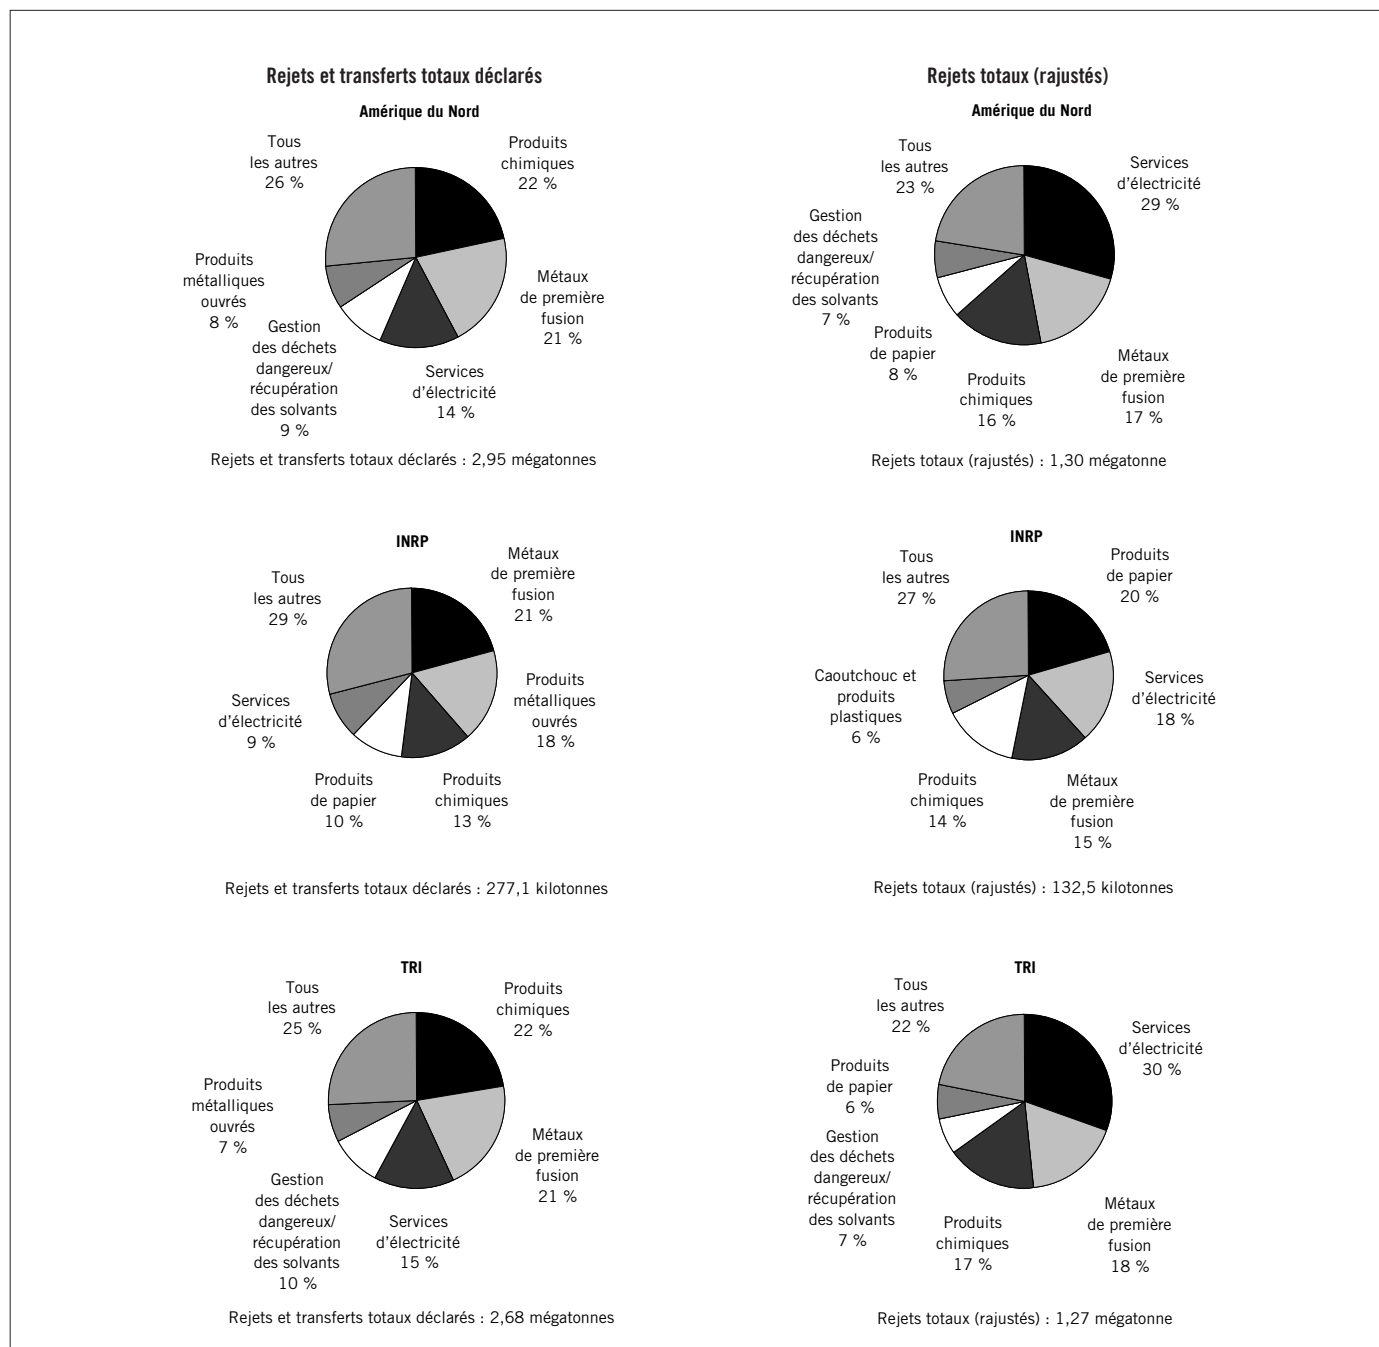 Rejets et transferts totaux déclarés
Amérique du Nord
Tous
les autres
26 %
Produits
chimiques
22 %
Produits
métalliques
ouvrés
8 %
Métaux
de première
fusion
21 %
Gestion
des déchets
dangereux/
récupération
des solvants
9 %
Services
d'électricité
14 %
Rejets et transferts totaux déclarés : 2,95 mégatonnes
Rejets totaux (rajustés)
Amérique du Nord
Tous
les autres
23 %
Services
d'électricité
29 %
Gestion
des déchets
dangereux/
récupération
des solvants
7 %
Produits
de papier
8 %
Produits
chimiques
16 %
Métaux
de première
fusion
17 %
Rejets totaux (rajustés) : 1,30 mégatonne
INRP
Tous
les autres
29 %
Métaux
de première
fusion
21 %
Services
d'électricité
9 %
Produits
métalliques
ouvrés
18 %
Produits
de papier
10 %
Produits
chimiques
13 %
Rejets et transferts totaux déclarés : 277,1 kilotonnes
INRP
Tous
les autres
27 %
Produits
de papier
20 %
Caoutchouc et
produits
plastiques
6 %
Services
d'électricité
18 %
Produits
chimiques
14 %
Métaux
de première
fusion
15 %
Rejets totaux (rajustés) : 132,5 kilotonnes
TRI
Tous
les autres
25 %
Produits
chimiques
22 %
Produits
métalliques
ouvrés
7 %
Métaux
de première
fusion
21 %
Gestion
des déchets
dangereux/
récupération
des solvants
10 %
Services
d'électricité
15 %
Rejets et transferts totaux déclarés : 2,68 mégatonnes
TRI
Tous
les autres
22 %
Services
d'électricité
30 %
Produits
de papier
6 %
Gestion
des déchets
dangereux/
récupération
des solvants
7 %
Produits
chimiques
17 %
Métaux
de première
fusion
18 %
Rejets totaux (rajustés) : 1,27 mégatonne